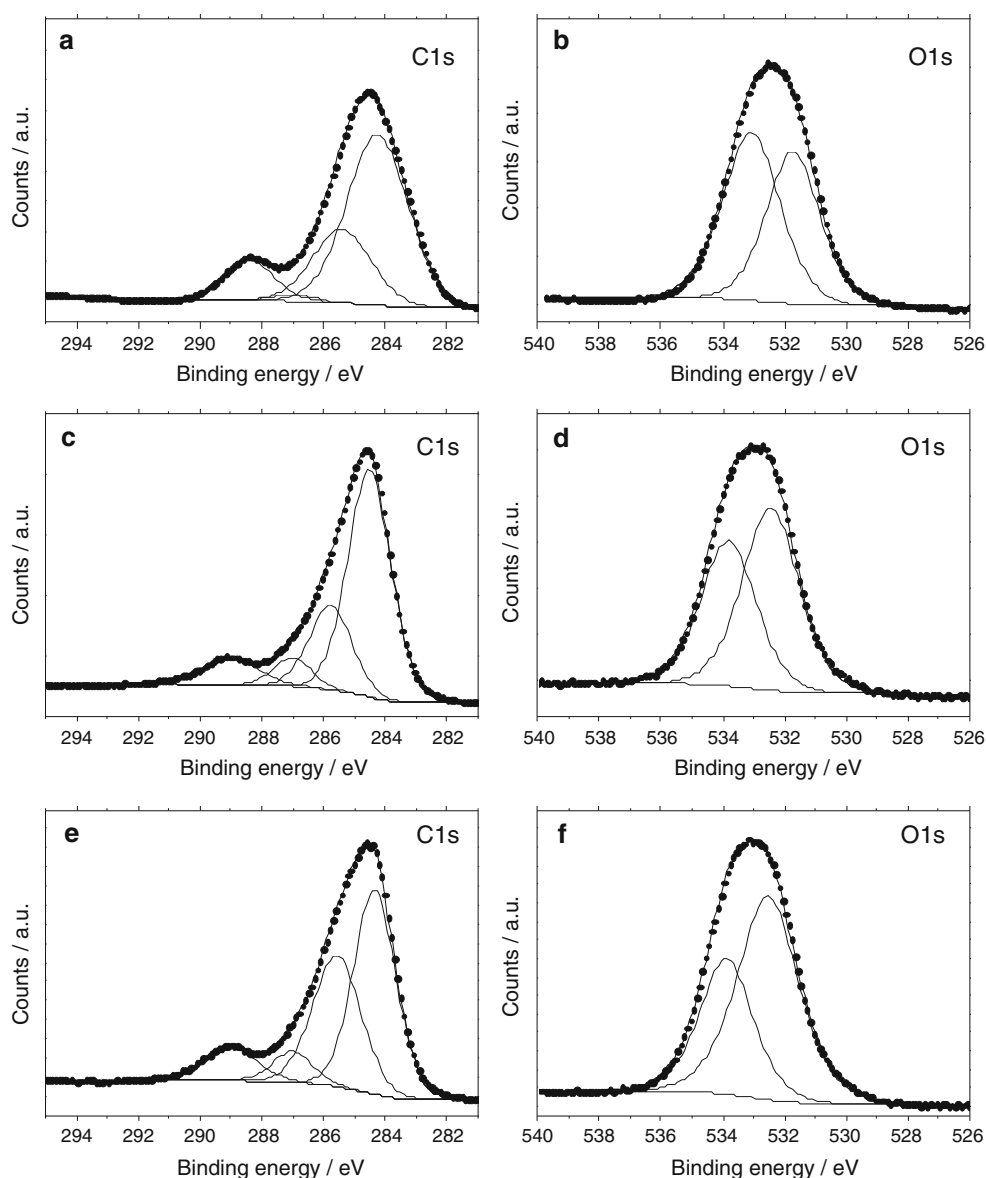 a
C1s
Counts / a.u.
294 292 290 288 286 284 282
Binding energy / eV
b
O1s
Counts / a.u.
540 538 536 534 532 530 528 526
Binding energy / eV
c
C1s
Counts / a.u.
294 292 290 288 286 284 282
Binding energy / eV
d
O1s
Counts / a.u.
540 538 536 534 532 530 528 526
Binding energy / eV
e
C1s
Counts / a.u.
294 292 290 288 286 284 282
Binding energy / eV
f
O1s
Counts / a.u.
540 538 536 534 532 530 528 526
Binding energy / eV